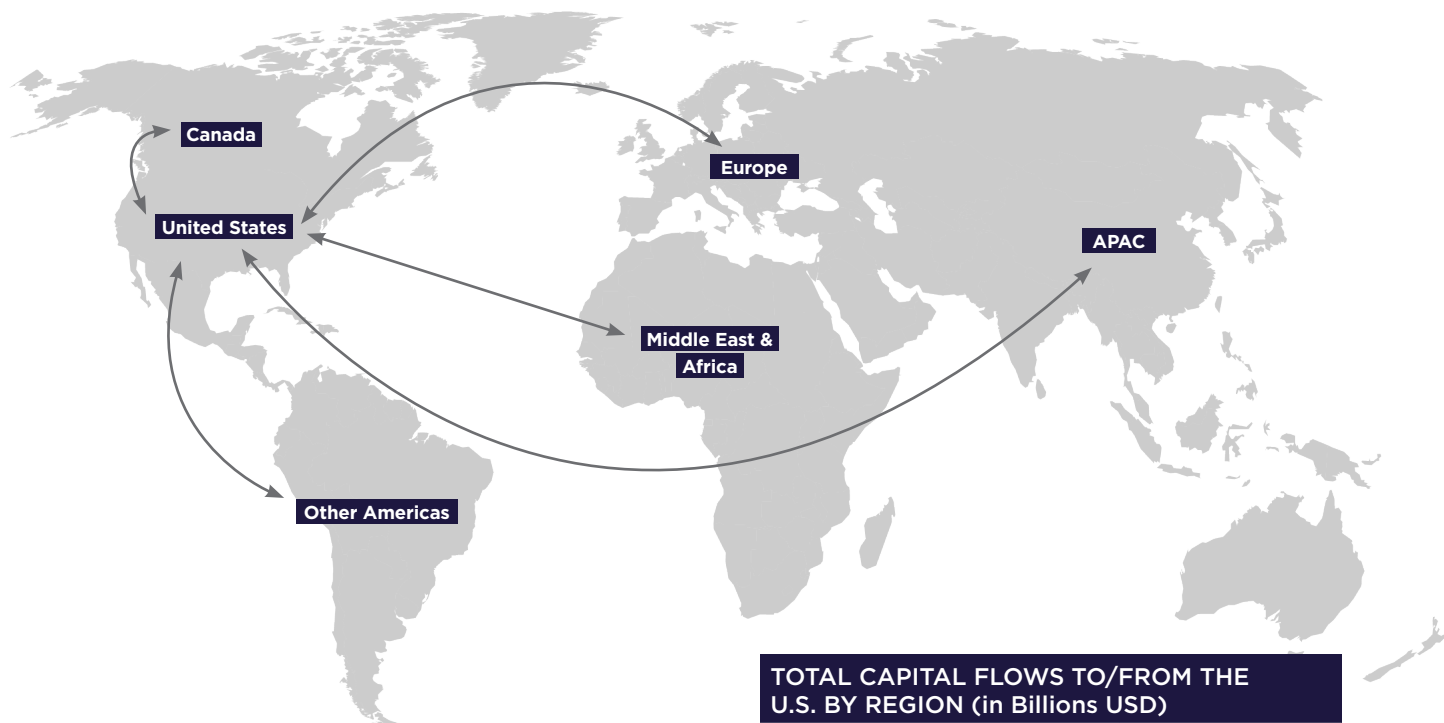 Canada
Europe
United States
APAC
Middle East &
Africa
Other Americas
TOTAL CAPITAL FLOWS TO/FROM THE
U.S. BY REGION (in Billions USD)